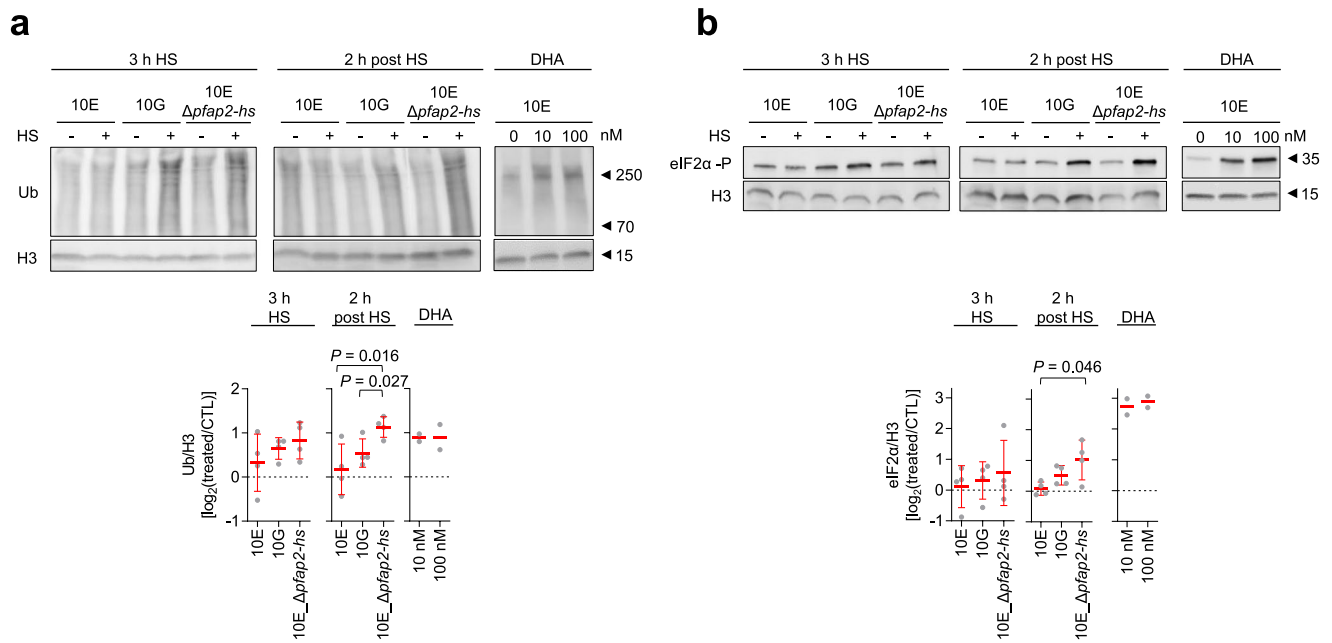 a
3 h HS
2 h post HS
DHA
10E
10G
10E
Δpfap2-hs
10E
10G
10E
Δpfap2-hs
10E
HS
-
+
-
+
-
+
-
+
-
+
-
+
0
10
100
nM
Ub
250
70
H3
15
3 h
HS
2 h
post HS
DHA
P = 0.016
P = 0.027
Ub/H3
[log2(treated/CTL)]
2
1
0
-1
10E
10G
10E_Δpfap2-hs
10E
10G
10E_Δpfap2-hs
10 nM
100 nM
b
3 h HS
2 h post HS
DHA
10E
10G
10E
Δpfap2-hs
10E
10G
10E
Δpfap2-hs
10E
HS
-
+
-
+
-
+
-
+
-
+
-
+
0
10
100
nM
eIF2α -P
35
H3
15
3 h
HS
2 h
post HS
DHA
P = 0.046
eIF2α/H3
[log2(treated/CTL)]
3
2
1
0
-1
10E
10G
10E_Δpfap2-hs
10E
10G
10E_Δpfap2-hs
10 nM
100 nM